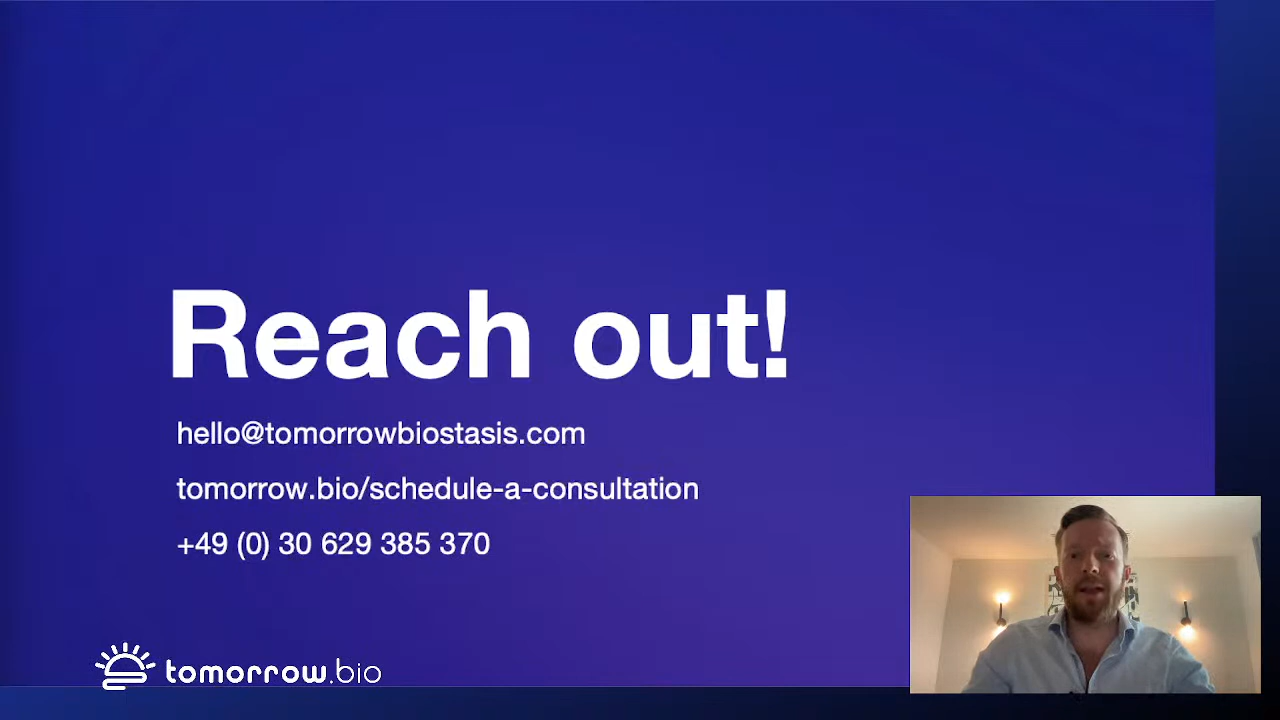 Reach out!
hello@tomorrowbiostasis.com
tomorrow.bio/schedule-a-consultation
+49 (0) 30 629 385 370
tomorrow.bio